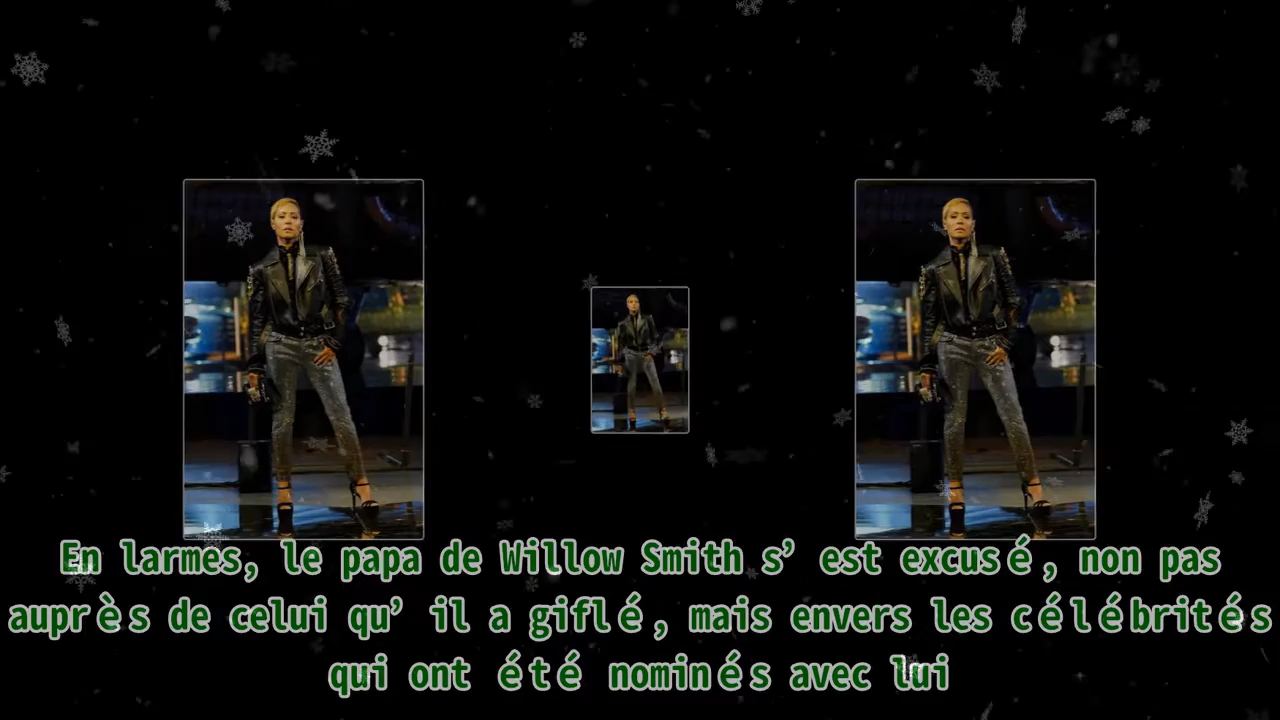 En larmes, le papa de Willow Smith s’ est excusé, non pas
auprès de celui qu’ il a giflé, mais envers les célébrités
qui ont été nominés avec lui